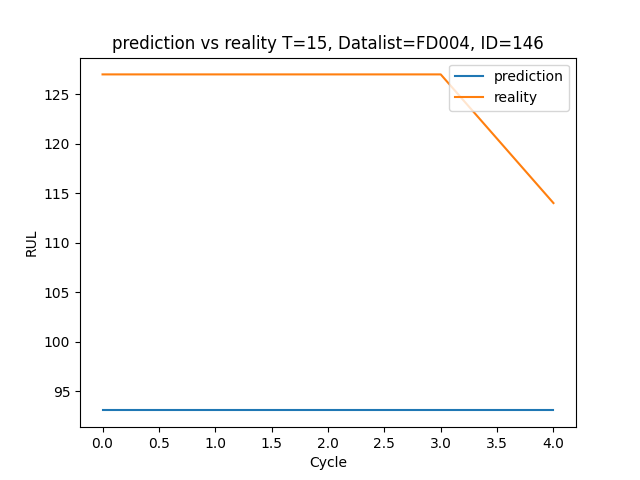 prediction vs reality T=15, Datalist=FD004, ID=146
prediction
reality
125
120
115
110
105
100
95
RUL
0.0 0.5 1.0 1.5 2.0 2.5 3.0 3.5 4.0
Cycle